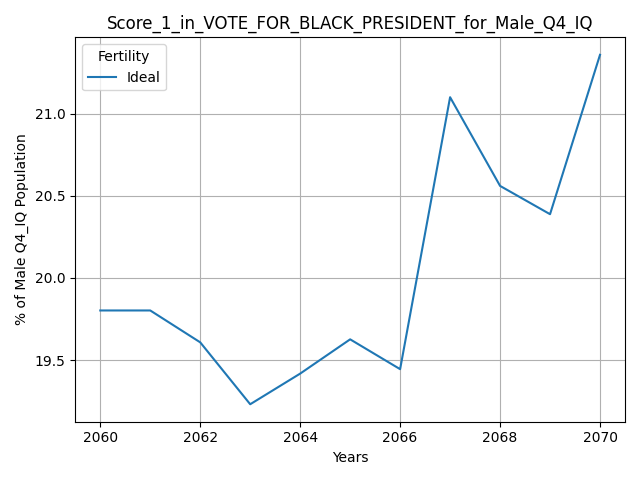 Score_1_in_VOTE_FOR_BLACK_PRESIDENT_for_Male_Q4_IQ
Fertility
Ideal
% of Male Q4_IQ Population
21.0
20.5
20.0
19.5
2060 2062 2064 2066 2068 2070
Years